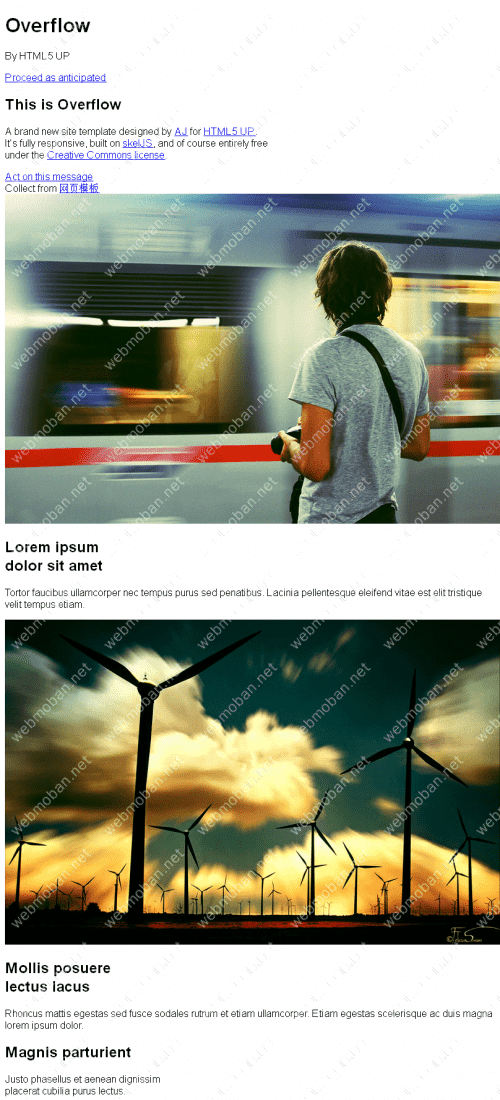 Overflow
By HTML5 UP
Proceed as anticipated
This is Overflow
A brand new site template designed by AJ for HTML5 UP.
It's fully responsive, built on skelJS, and of course entirely free
under the Creative Commons license.
Act on this message
Collect from 网页模板
webmoban.net
Lorem ipsum
dolor sit amet
Tortor faucibus ullamcorper nec tempus purus sed penatibus. Lacinia pellentesque eleifend vitae est elit tristique
velit tempus etiam.
webmoban.net
Mollis posuere
lectus lacus
Rhoncus mattis egestas sed fusce sodales rutrum et etiam ullamcorper. Etiam egestas scelerisque ac duis magna
lorem ipsum dolor.
Magnis parturient
Justo phasellus et aenean dignissim
placerat cubilia purus lectus.